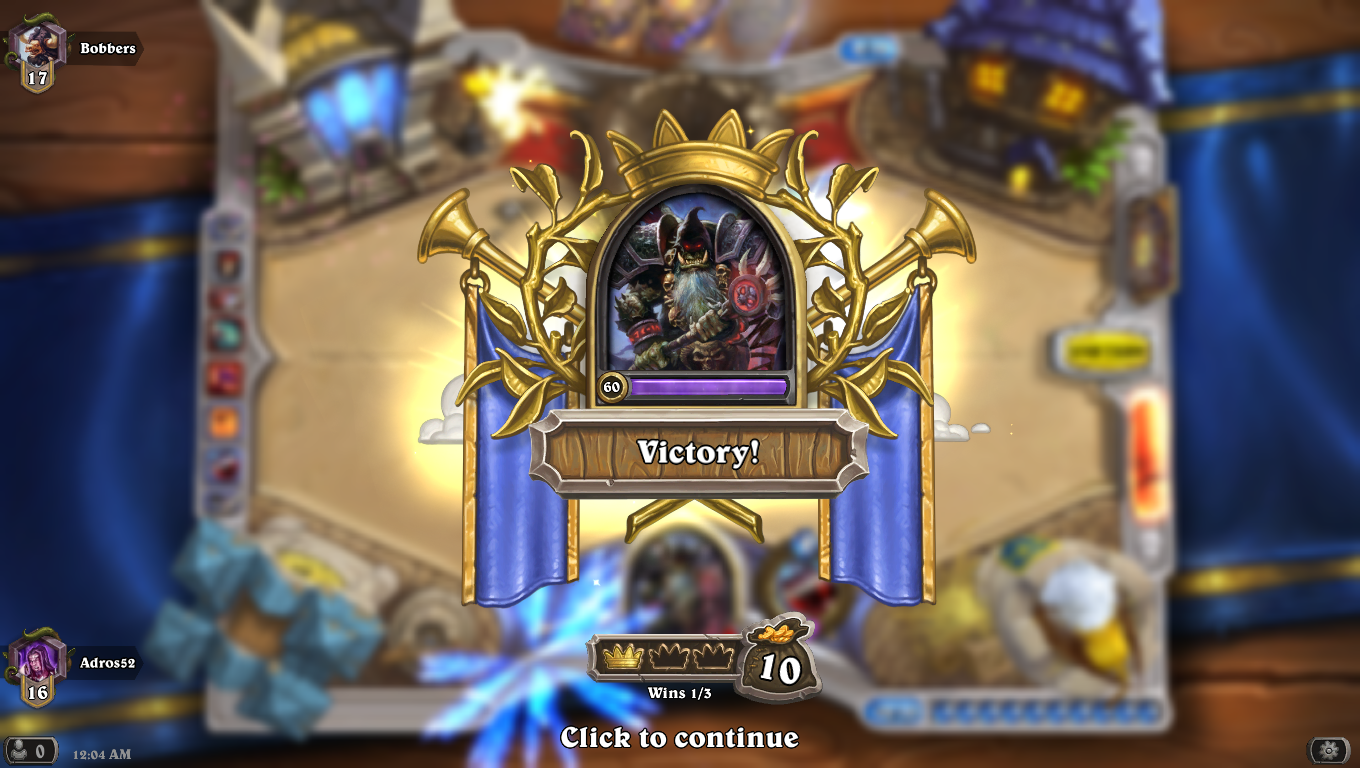 Bobbers
17
60
Victory!
Adros52
16
10
Wins 1/3
Click to continue
0
12:04 AM